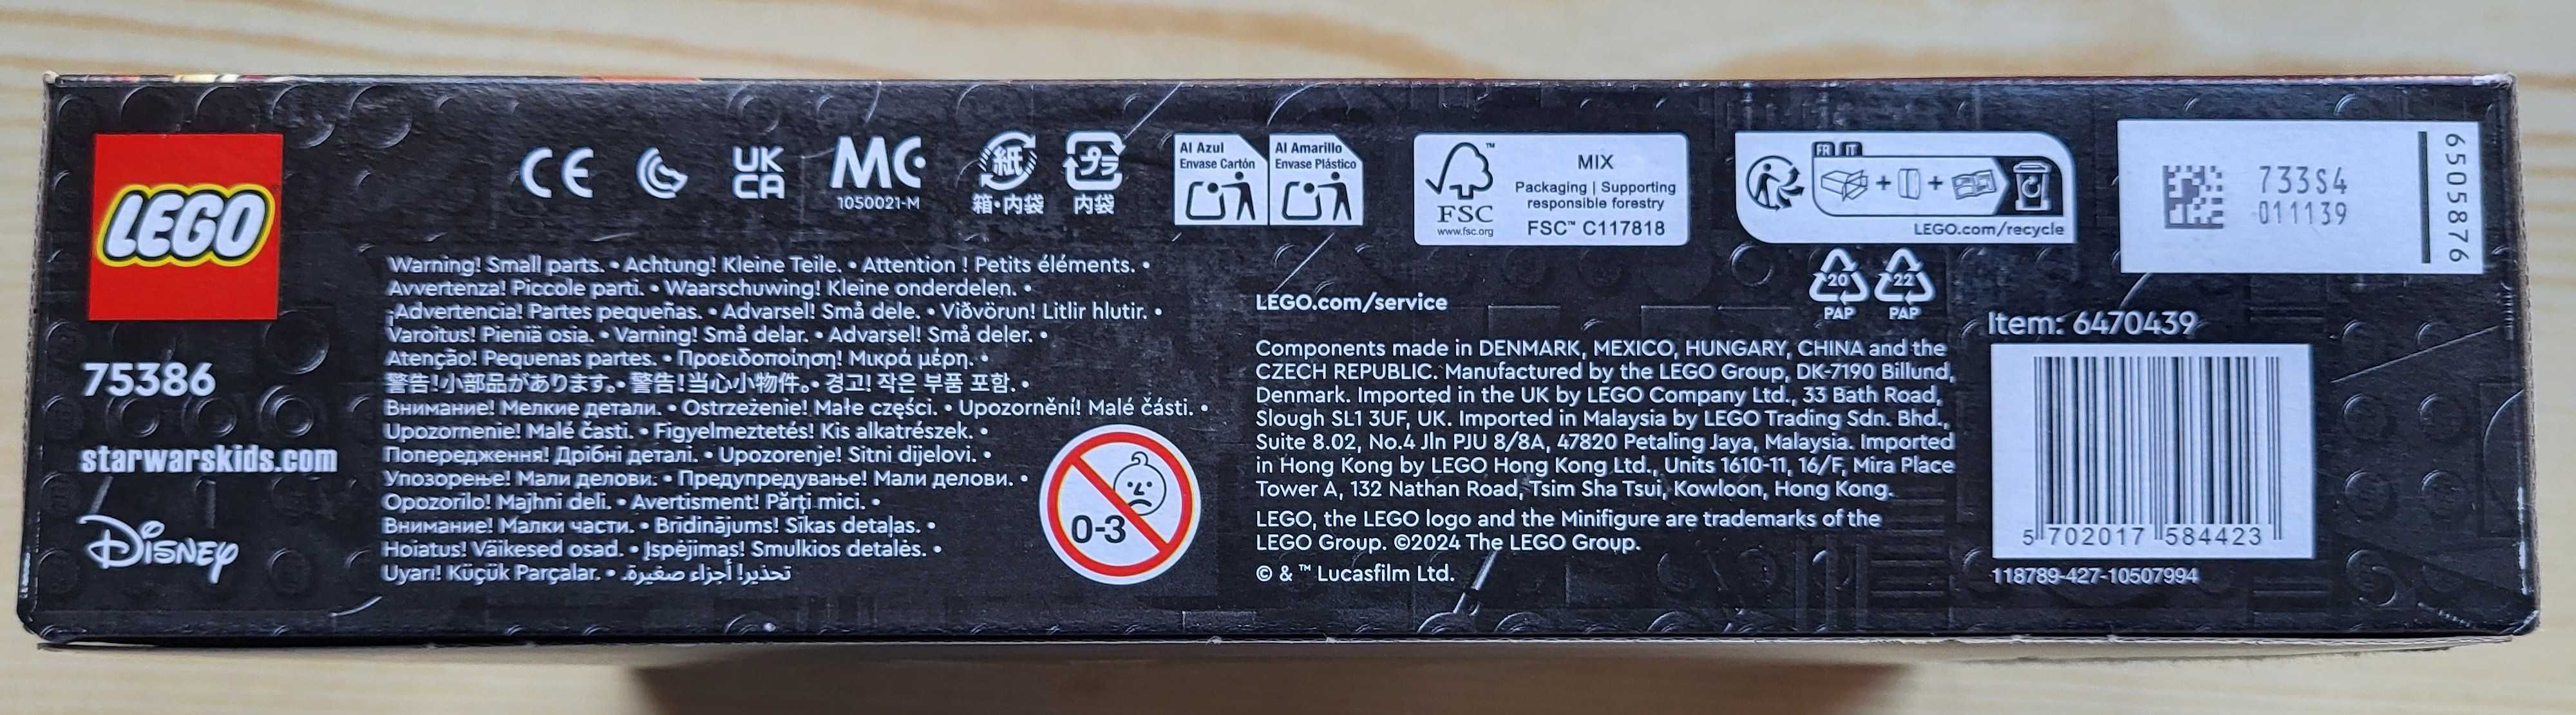 LEGO
75386
starwarskids.com
Disney
CE
UK
CA
MC
1050021-M
紙
箱・内袋
プラ
内袋
Al Azul
Envase Cartón
Al Amarillo
Envase Plástico
FSC™
www.fsc.org
MIX
Packaging | Supporting
responsible forestry
FSC™ C117818
FR IT
+ +
LEGO.com/recycle
20
PAP
22
PAP
733S4
011139
6505876
Warning! Small parts. • Achtung! Kleine Teile. • Attention ! Petits éléments. •
Avvertenza! Piccole parti. • Waarschuwing! Kleine onderdelen. •
¡Advertencia! Partes pequeñas. • Advarsel! Små dele. • Viðvörun! Litlir hlutir. •
Varoitus! Pieniä osia. • Varning! Små delar. • Advarsel! Små deler. •
Atenção! Pequenas partes. • Προειδοποίηση! Μικρά μέρη. •
警告!小部品があります。• 警告!当心小物件。• 경고! 작은 부품 포함. •
Внимание! Мелкие детали. • Ostrzeżenie! Małe części. • Upozornění! Malé části. •
Upozornenie! Malé časti. • Figyelmeztetés! Kis alkatrészek. •
Попередження! Дрібні деталі. • Upozorenje! Sitni dijelovi. •
Упозорење! Мали делови. • Предупредување! Мали делови. •
Opozorilo! Majhni deli. • Avertisment! Părți mici. •
Внимание! Малки части. • Brīdinājums! Sīkas detaļas. •
Hoiatus! Väikesed osad. • Įspėjimas! Smulkios detalės. •
Uyarı! Küçük Parçalar. • تحذير! أجزاء صغيرة.
0-3
LEGO.com/service
Components made in DENMARK, MEXICO, HUNGARY, CHINA and the
CZECH REPUBLIC. Manufactured by the LEGO Group, DK-7190 Billund,
Denmark. Imported in the UK by LEGO Company Ltd., 33 Bath Road,
Slough SL1 3UF, UK. Imported in Malaysia by LEGO Trading Sdn. Bhd.,
Suite 8.02, No.4 Jln PJU 8/8A, 47820 Petaling Jaya, Malaysia. Imported
in Hong Kong by LEGO Hong Kong Ltd., Units 1610-11, 16/F, Mira Place
Tower A, 132 Nathan Road, Tsim Sha Tsui, Kowloon, Hong Kong.
LEGO, the LEGO logo and the Minifigure are trademarks of the
LEGO Group. ©2024 The LEGO Group.
© & ™ Lucasfilm Ltd.
Item: 6470439
5 702017 584423
118789-427-10507994